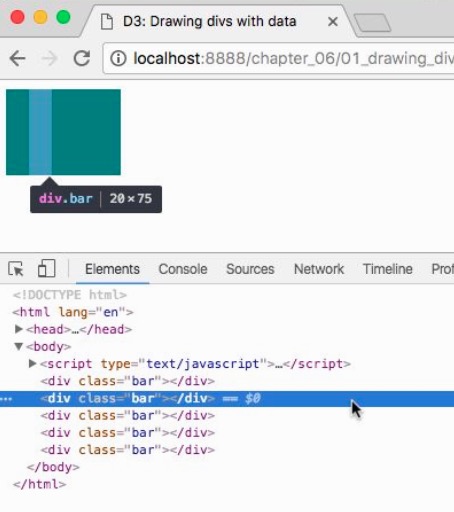 D3: Drawing divs with data
localhost:8888/chapter_06/01_drawing_div
div.bar | 20×75
Elements Console Sources Network Timeline Prof
<!DOCTYPE html>
<html lang="en">
▶<head>…</head>
▼<body>
▶<script type="text/javascript">…</script>
<div class="bar"></div>
<div class="bar"></div> == $0
<div class="bar"></div>
<div class="bar"></div>
<div class="bar"></div>
</body>
</html>